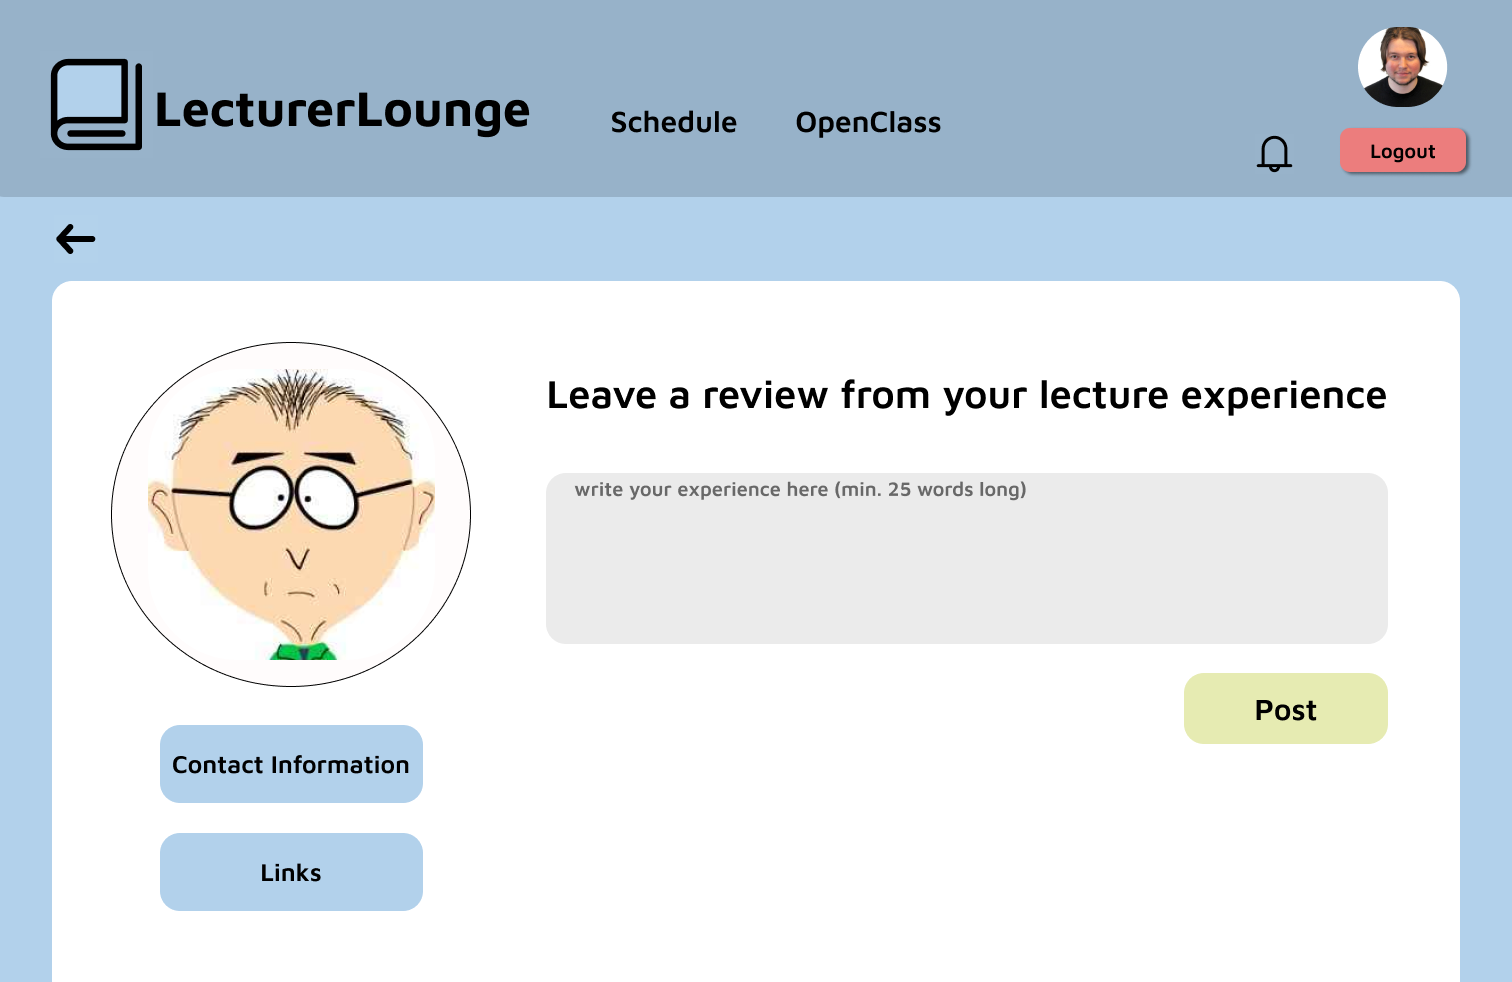 LecturerLounge
Schedule
OpenClass
Logout
Leave a review from your lecture experience
write your experience here (min. 25 words long)
Post
Contact Information
Links